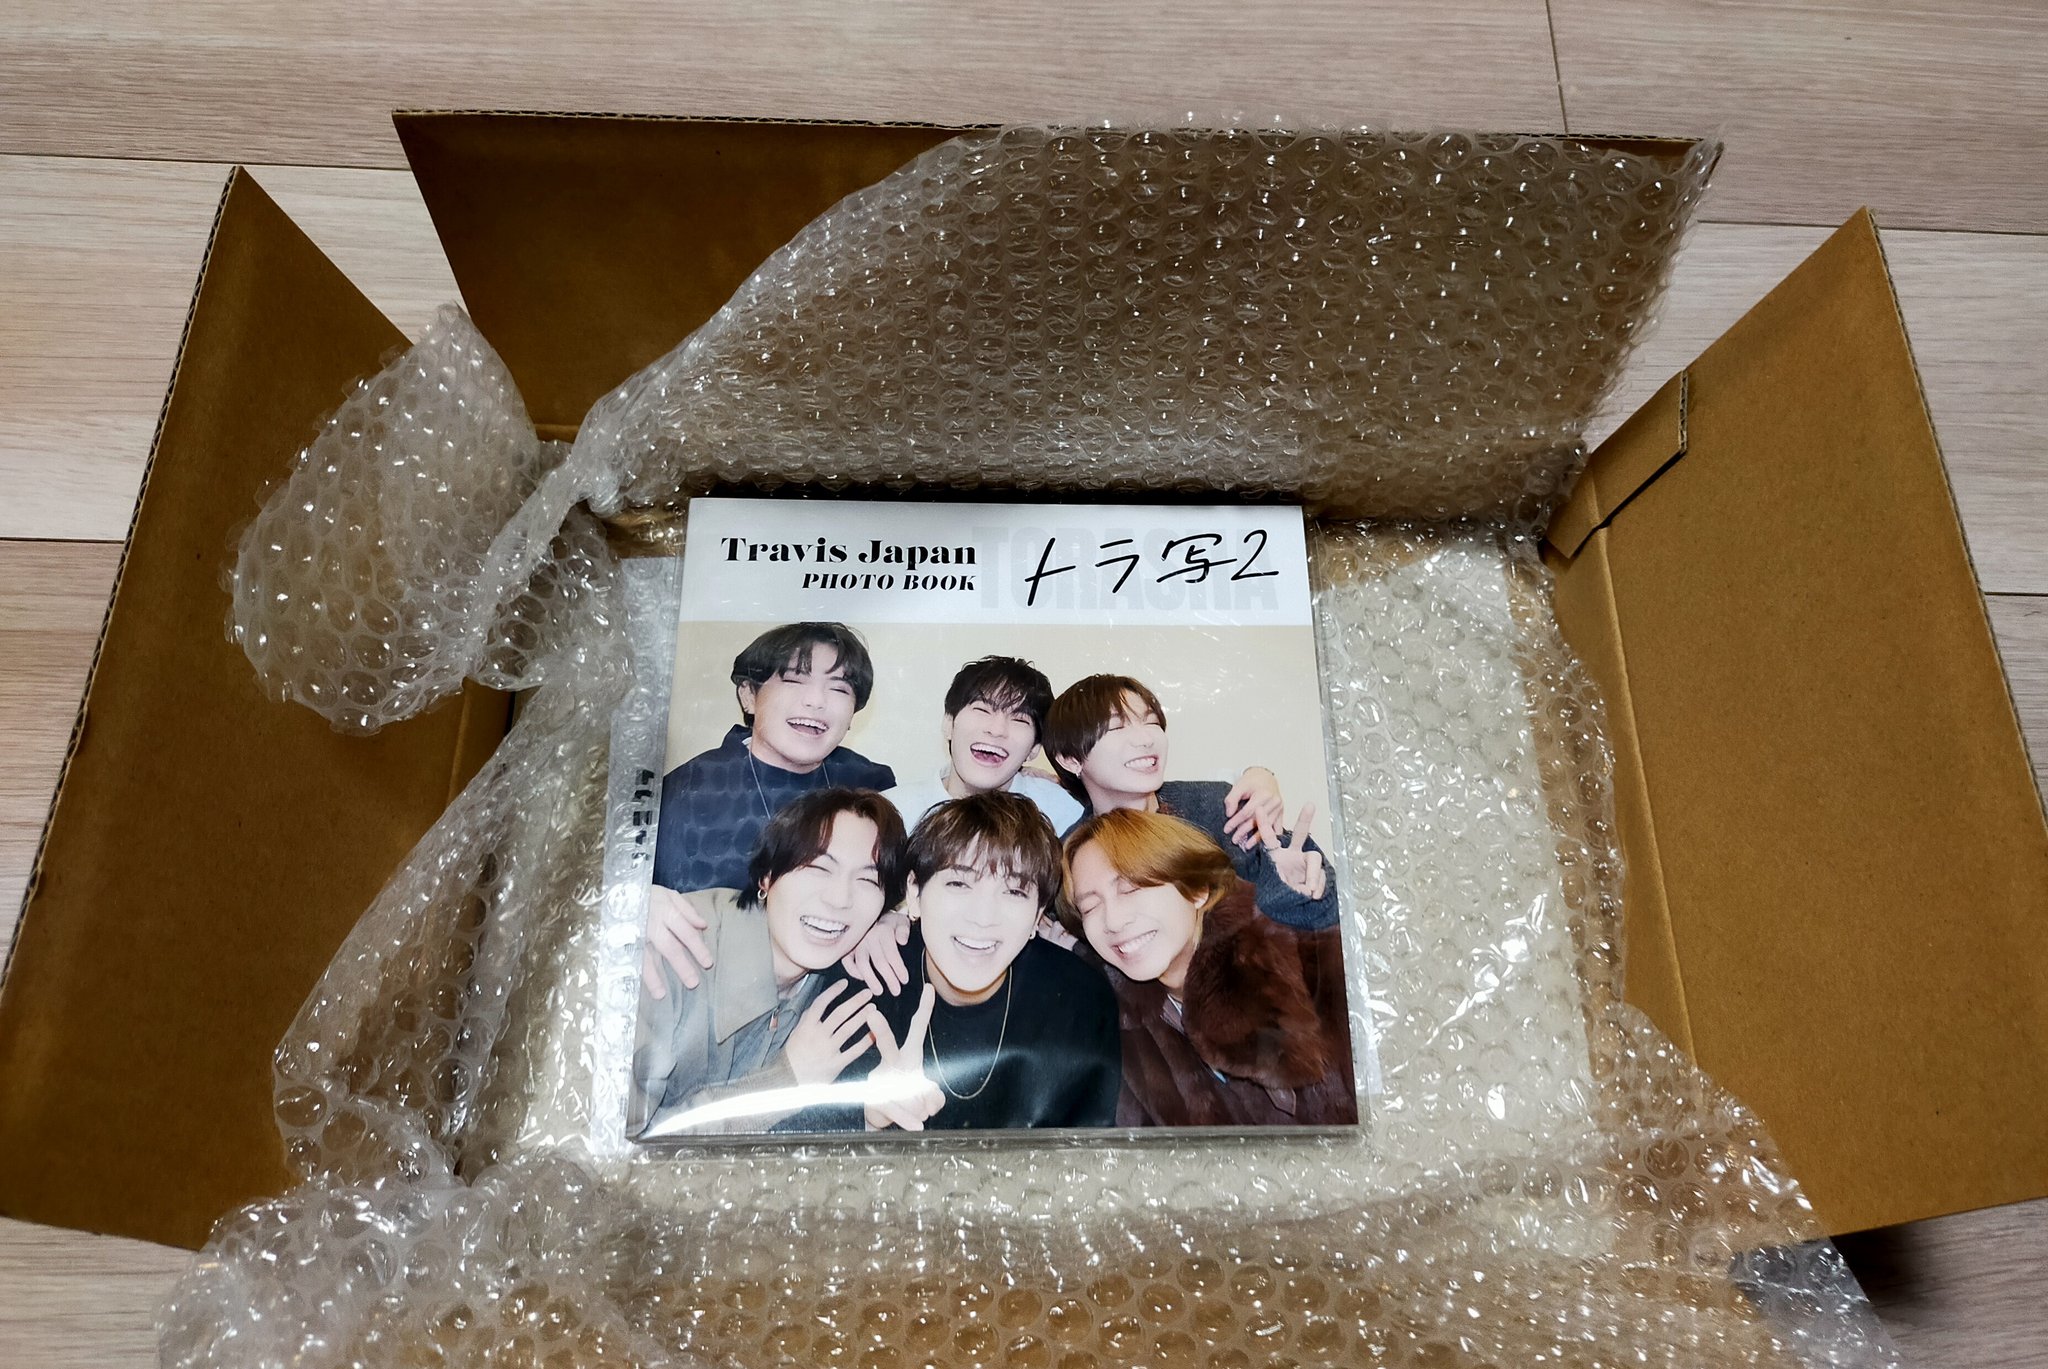 Travis Japan
PHOTO BOOK
TORASHA
トラ写2